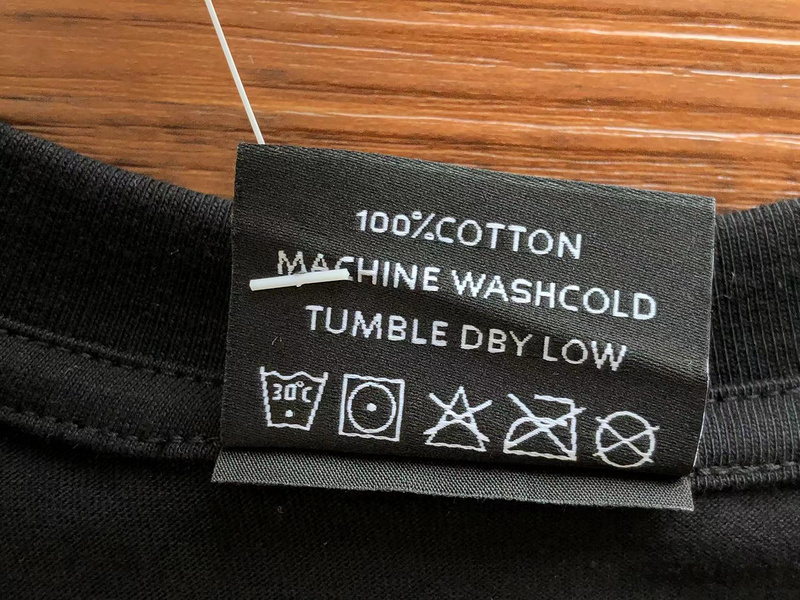 100%COTTON
MACHINE WASHCOLD
TUMBLE DBY LOW
30°C